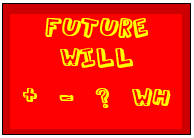 FUTURE
WILL
+ - ? WH